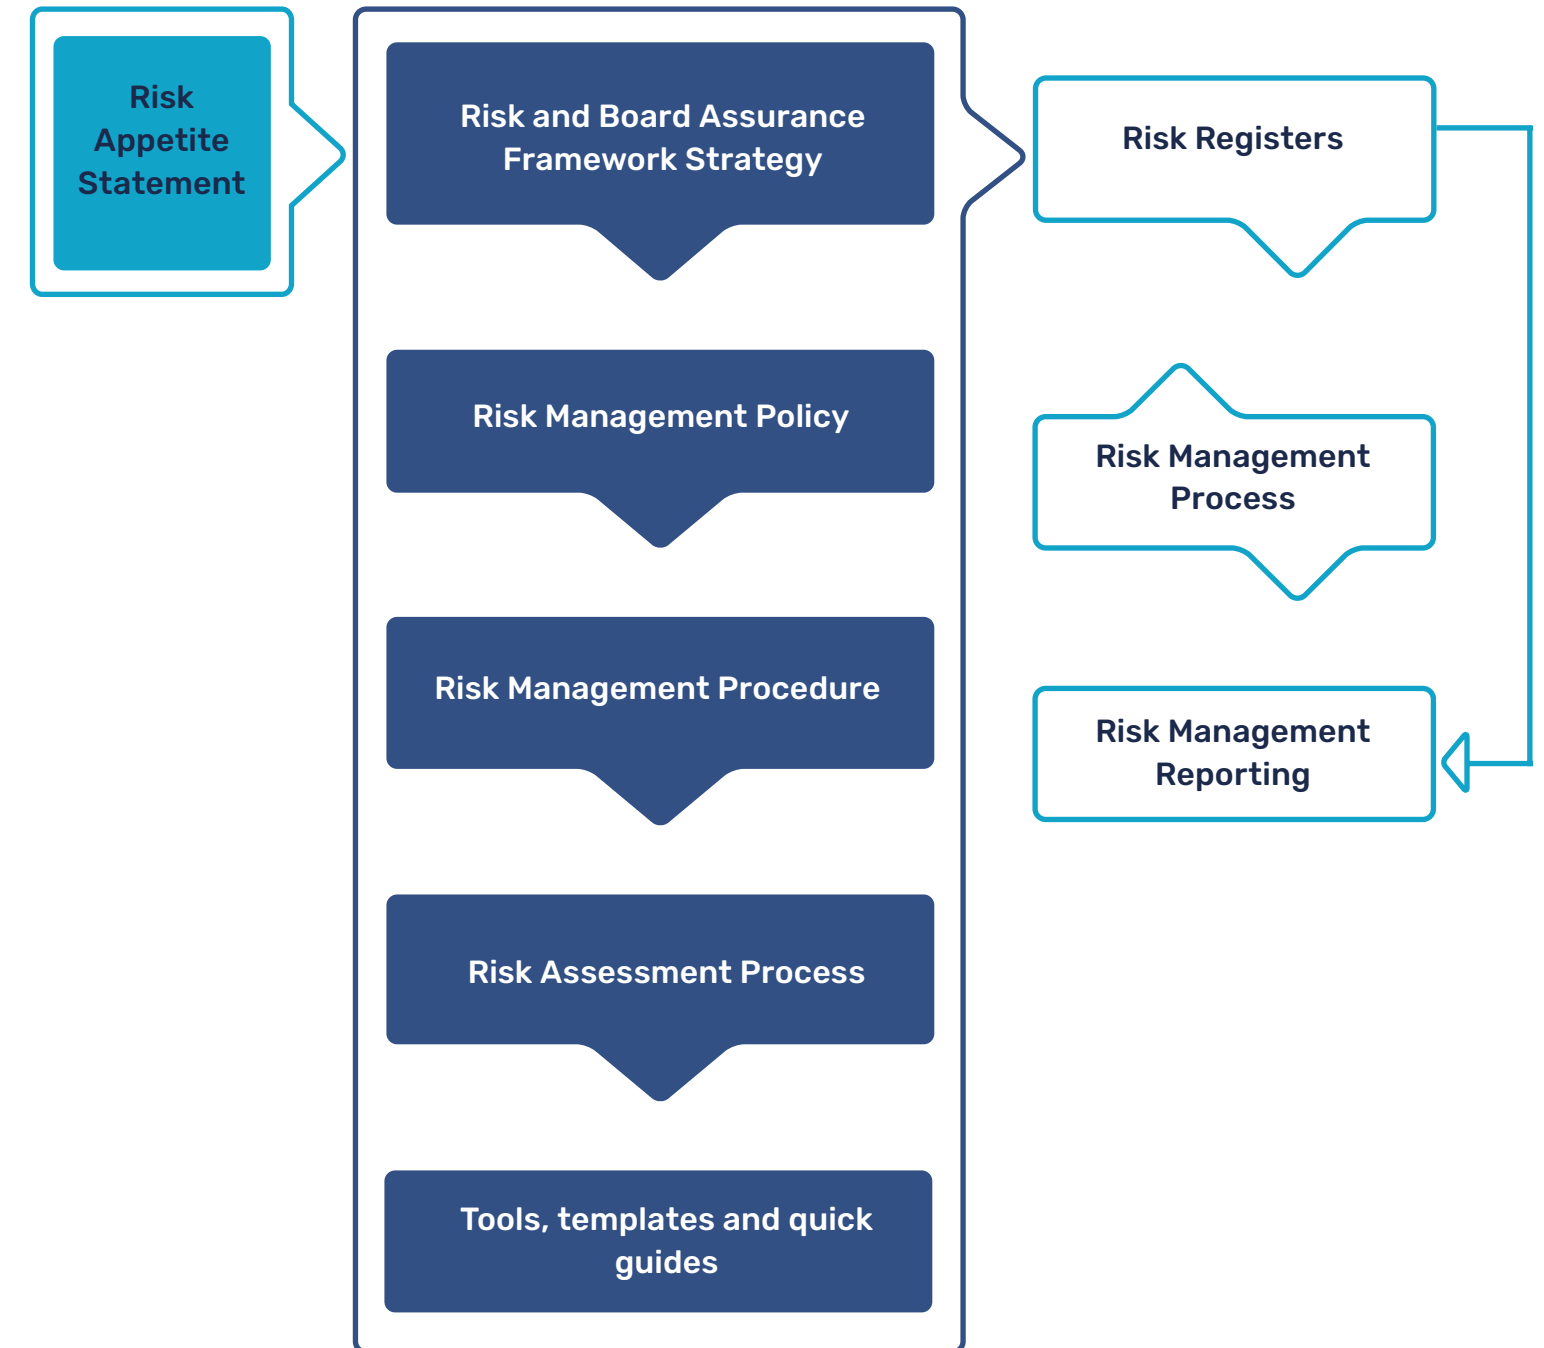 Risk
Appetite
Statement
Risk and Board Assurance
Framework Strategy
Risk Management Policy
Risk Management Procedure
Risk Assessment Process
Tools, templates and quick
guides
Risk Registers
Risk Management
Process
Risk Management
Reporting